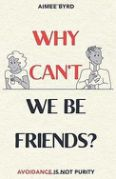 AIMEE BYRD
WHY
CAN'T
WE BE
FRIENDS?
AVOIDANCE IS NOT PURITY